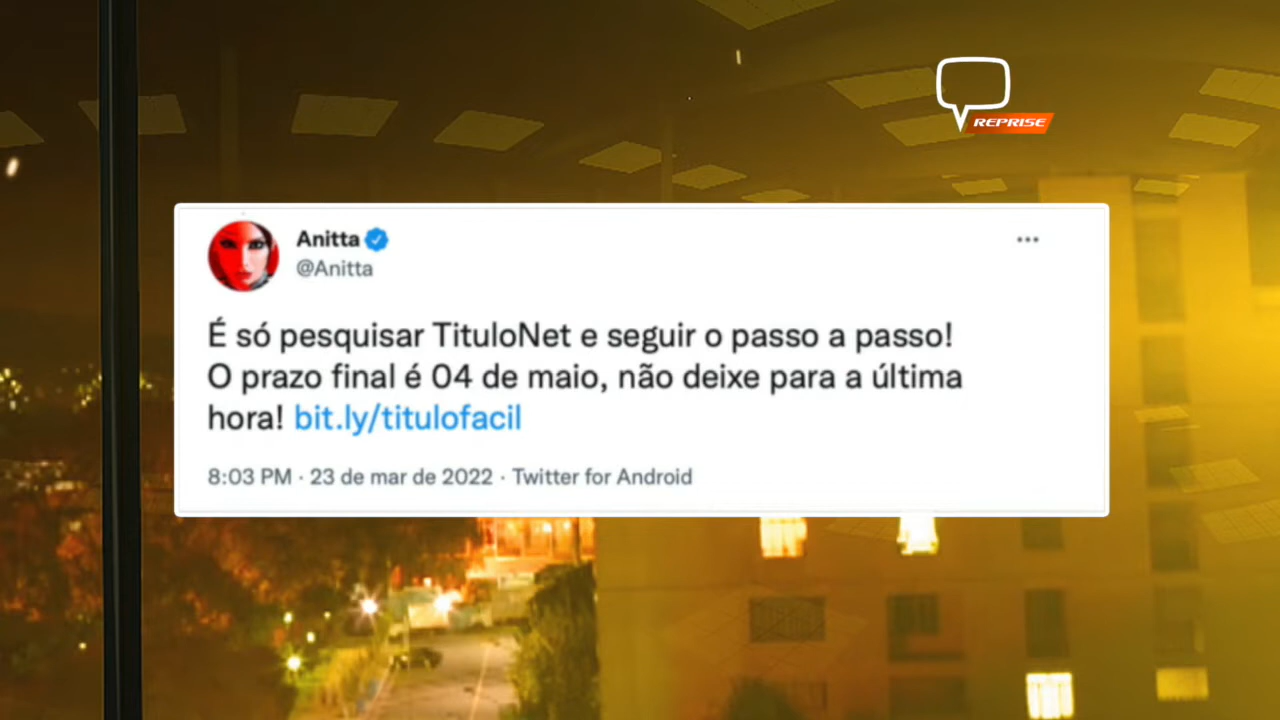 REPRISE
Anitta
@Anitta
É só pesquisar TituloNet e seguir o passo a passo!
O prazo final é 04 de maio, não deixe para a última
hora! bit.ly/titulofacil
8:03 PM · 23 de mar de 2022 · Twitter for Android